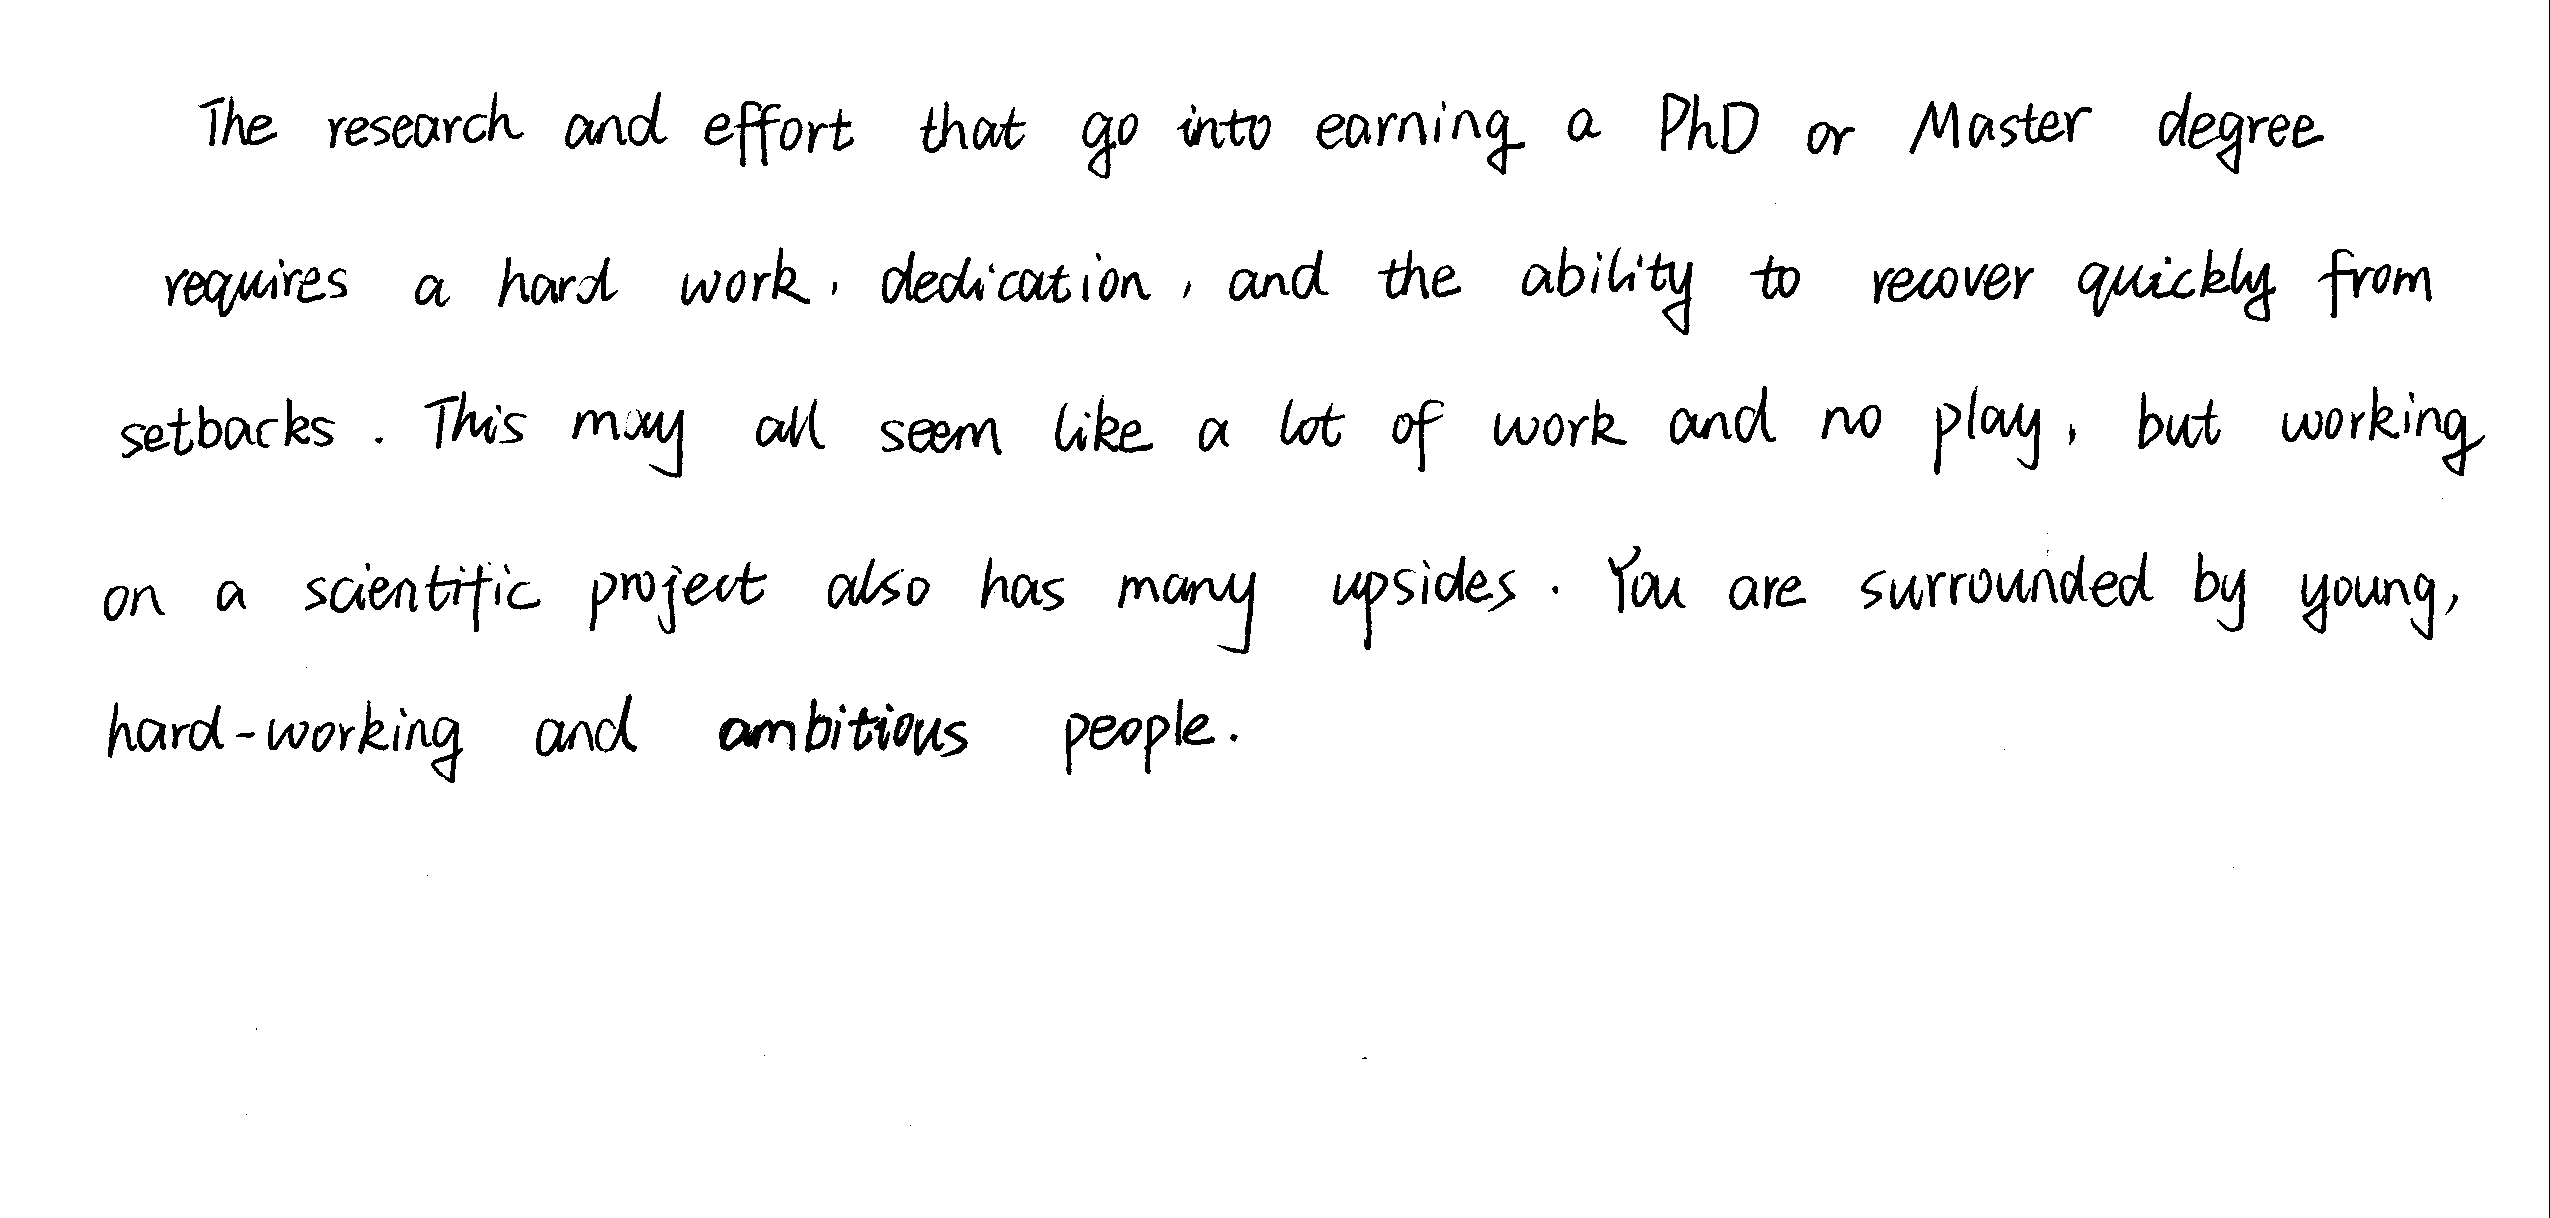 The research and effort that go into earning a PhD or Master degree
requires a hard work, dedication, and the ability to recover quickly from
setbacks. This may all seem like a lot of work and no play, but working
on a scientific project also has many upsides. You are surrounded by young,
hard-working and ambitious people.